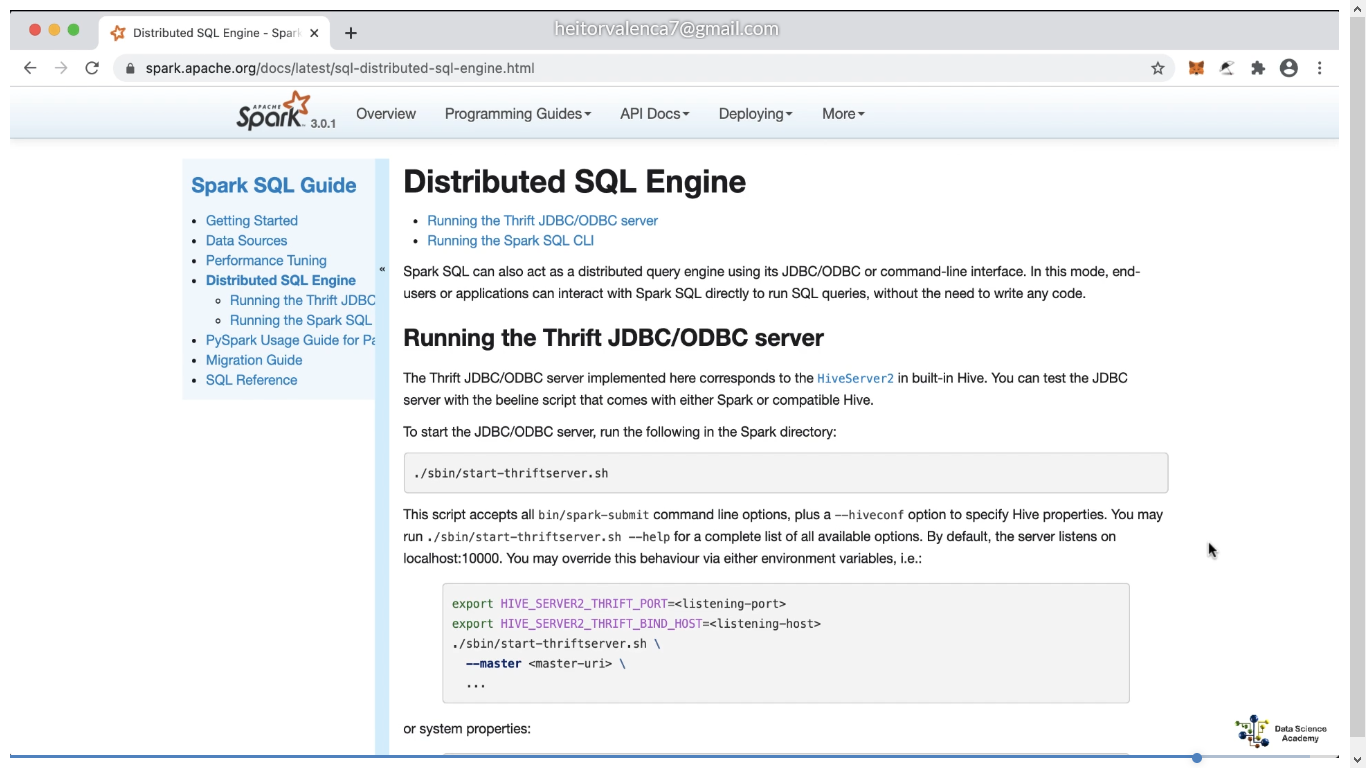 Distributed SQL Engine - Spark
heitorvalenca7@gmail.com
spark.apache.org/docs/latest/sql-distributed-sql-engine.html
APACHE Spark 3.0.1 Overview Programming Guides API Docs Deploying More
Spark SQL Guide
Getting Started
Data Sources
Performance Tuning
Distributed SQL Engine
Running the Thrift JDBC
Running the Spark SQL
PySpark Usage Guide for Pa
Migration Guide
SQL Reference
«
Distributed SQL Engine
Running the Thrift JDBC/ODBC server
Running the Spark SQL CLI
Spark SQL can also act as a distributed query engine using its JDBC/ODBC or command-line interface. In this mode, end-
users or applications can interact with Spark SQL directly to run SQL queries, without the need to write any code.
Running the Thrift JDBC/ODBC server
The Thrift JDBC/ODBC server implemented here corresponds to the HiveServer2 in built-in Hive. You can test the JDBC
server with the beeline script that comes with either Spark or compatible Hive.
To start the JDBC/ODBC server, run the following in the Spark directory:
./sbin/start-thriftserver.sh
This script accepts all bin/spark-submit command line options, plus a --hiveconf option to specify Hive properties. You may
run ./sbin/start-thriftserver.sh --help for a complete list of all available options. By default, the server listens on
localhost:10000. You may override this behaviour via either environment variables, i.e.:
export HIVE_SERVER2_THRIFT_PORT=<listening-port>
export HIVE_SERVER2_THRIFT_BIND_HOST=<listening-host>
./sbin/start-thriftserver.sh \
--master <master-uri> \
...
or system properties:
Data Science
Academy